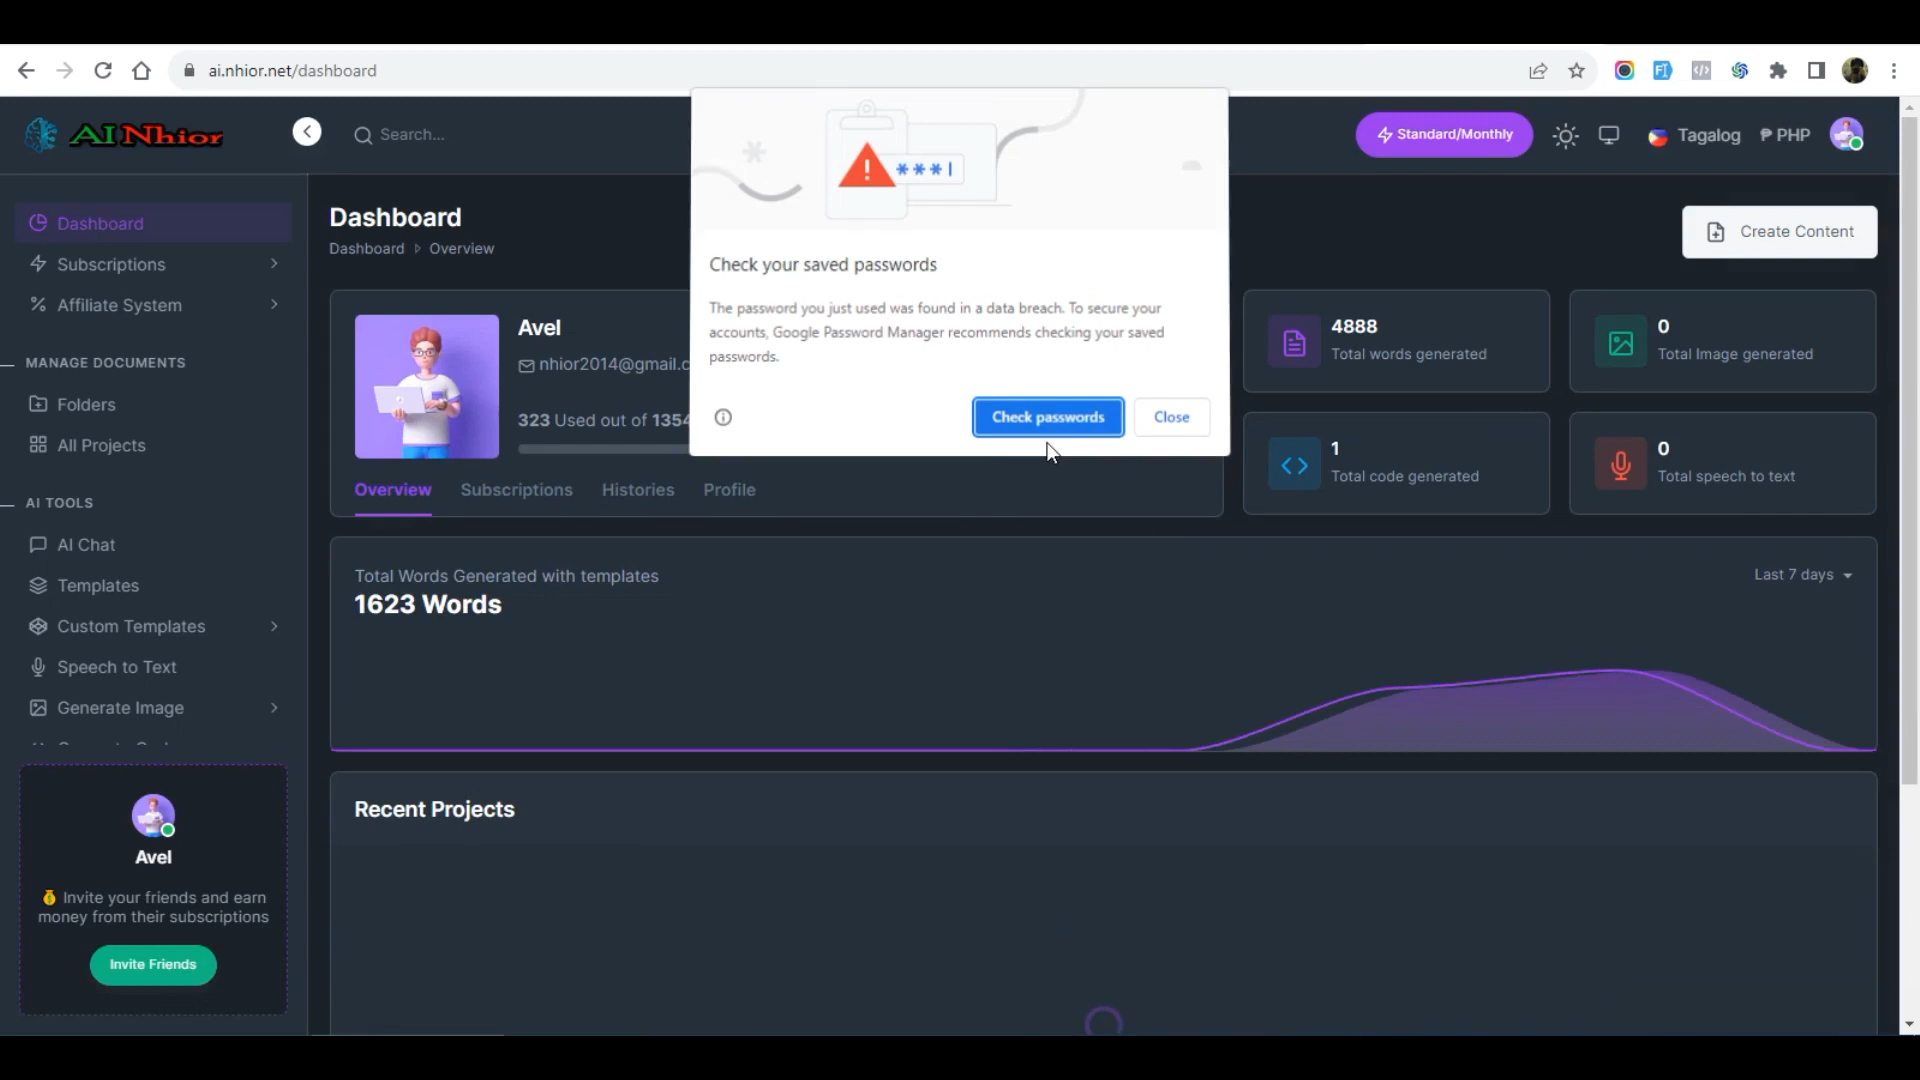 ai.nhior.net/dashboard
AI Nhior
Search...
Standard/Monthly
Tagalog
₱ PHP
Dashboard
Subscriptions
Affiliate System
MANAGE DOCUMENTS
Folders
All Projects
AI TOOLS
AI Chat
Templates
Custom Templates
Speech to Text
Generate Image
Avel
💰 Invite your friends and earn
money from their subscriptions
Invite Friends
Dashboard
Dashboard
Overview
Create Content
Avel
nhior2014@gmail.c
323 Used out of 1354
Overview
Subscriptions
Histories
Profile
Check your saved passwords
The password you just used was found in a data breach. To secure your
accounts, Google Password Manager recommends checking your saved
passwords.
Check passwords
Close
4888
Total words generated
0
Total Image generated
1
Total code generated
0
Total speech to text
Total Words Generated with templates
1623 Words
Last 7 days
Recent Projects